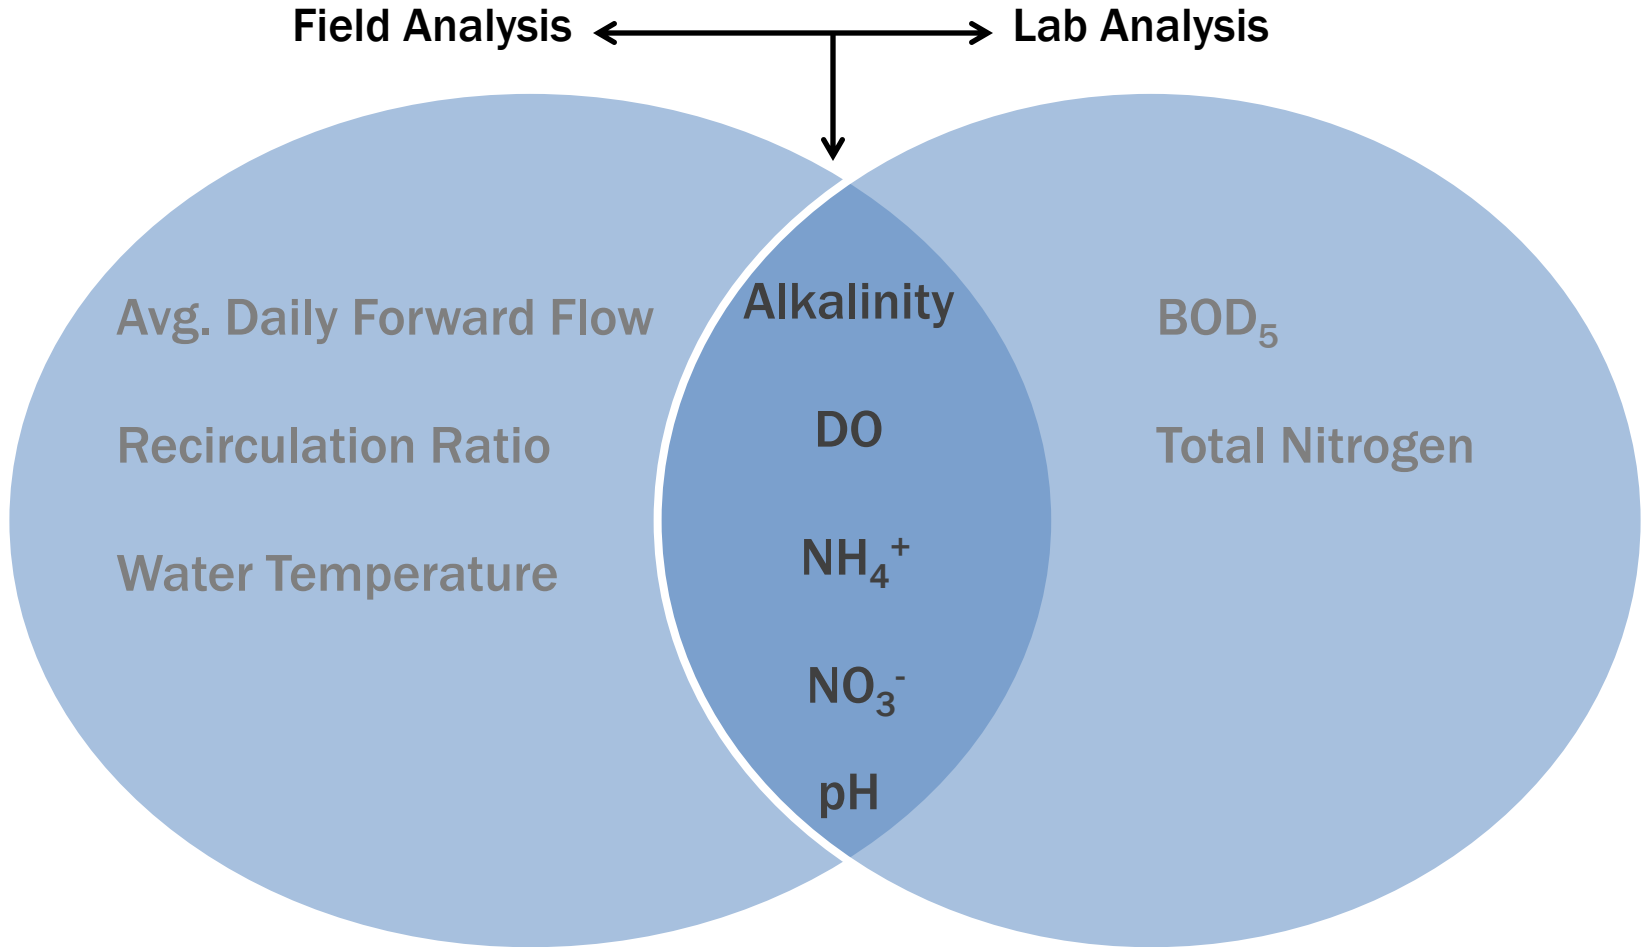 Field Analysis
Lab Analysis
Avg. Daily Forward Flow
Recirculation Ratio
Water Temperature
Alkalinity
DO
NH₄⁺
NO₃⁻
pH
BOD₅
Total Nitrogen